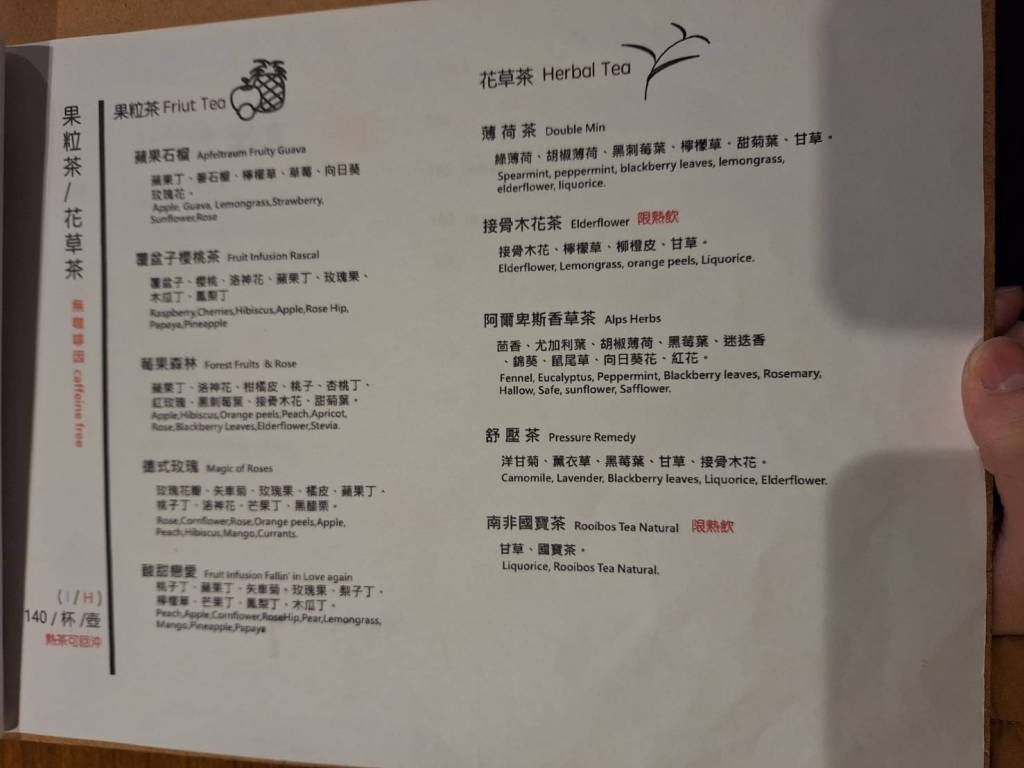 果粒茶/花草茶
無咖啡因 caffeine free
(I/H)
140 / 杯 /壺
熱茶可回沖
果粒茶 Friut Tea
蘋果石榴 Apfeltraum Fruity Guava
蘋果丁、番石榴、檸檬草、草莓、向日葵
玫瑰花。
Apple, Guava, Lemongrass,Strawberry,
Sunflower,Rose
覆盆子櫻桃茶 Fruit Infusion Rascal
覆盆子、櫻桃、洛神花、蘋果丁、玫瑰果、
木瓜丁、鳳梨丁
Raspberry,Cherries,Hibiscus,Apple,Rose Hip,
Papaya,Pineapple
莓果森林 Forest Fruits & Rose
蘋果丁、洛神花、柑橘皮、桃子、杏桃丁、
紅玫瑰、黑刺莓葉、接骨木花、甜菊葉。
Apple,Hibiscus,Orange peels,Peach,Apricot,
Rose,Blackberry Leaves,Elderflower,Stevia.
德式玫瑰 Magic of Roses
玫瑰花瓣、矢車菊、玫瑰果、橘皮、蘋果丁、
桃子丁、洛神花、芒果丁、黑醋栗。
Rose,Cornflower,Rose,Orange peels,Apple,
Peach,Hibiscus,Mango,Currants.
酸甜戀愛 Fruit Infusion Fallin' in Love again
桃子丁、蘋果丁、矢車菊。玫瑰果、梨子丁、
檸檬草、芒果丁、鳳梨丁、木瓜丁。
Peach,Apple,Cornflower,RoseHip,Pear,Lemongrass,
Mango,Pineapple,Papaya
花草茶 Herbal Tea
薄荷茶 Double Min
綠薄荷、胡椒薄荷、黑刺莓葉、檸檬草、甜菊葉、甘草。
Spearmint, peppermint, blackberry leaves, lemongrass,
elderflower, liquorice.
接骨木花茶 Elderflower 限熱飲
接骨木花、檸檬草、柳橙皮、甘草。
Elderflower, Lemongrass, orange peels, Liquorice.
阿爾卑斯香草茶 Alps Herbs
茴香、尤加利葉、胡椒薄荷、黑莓葉、迷迭香
、錦葵、鼠尾草、向日葵花、紅花。
Fennel, Eucalyptus, Peppermint, Blackberry leaves, Rosemary,
Hallow, Safe, sunflower, Safflower.
舒壓茶 Pressure Remedy
洋甘菊、薰衣草、黑莓葉、甘草、接骨木花。
Camomile, Lavender, Blackberry leaves, Liquorice, Elderflower.
南非國寶茶 Rooibos Tea Natural 限熱飲
甘草、國寶茶。
Liquorice, Rooibos Tea Natural.